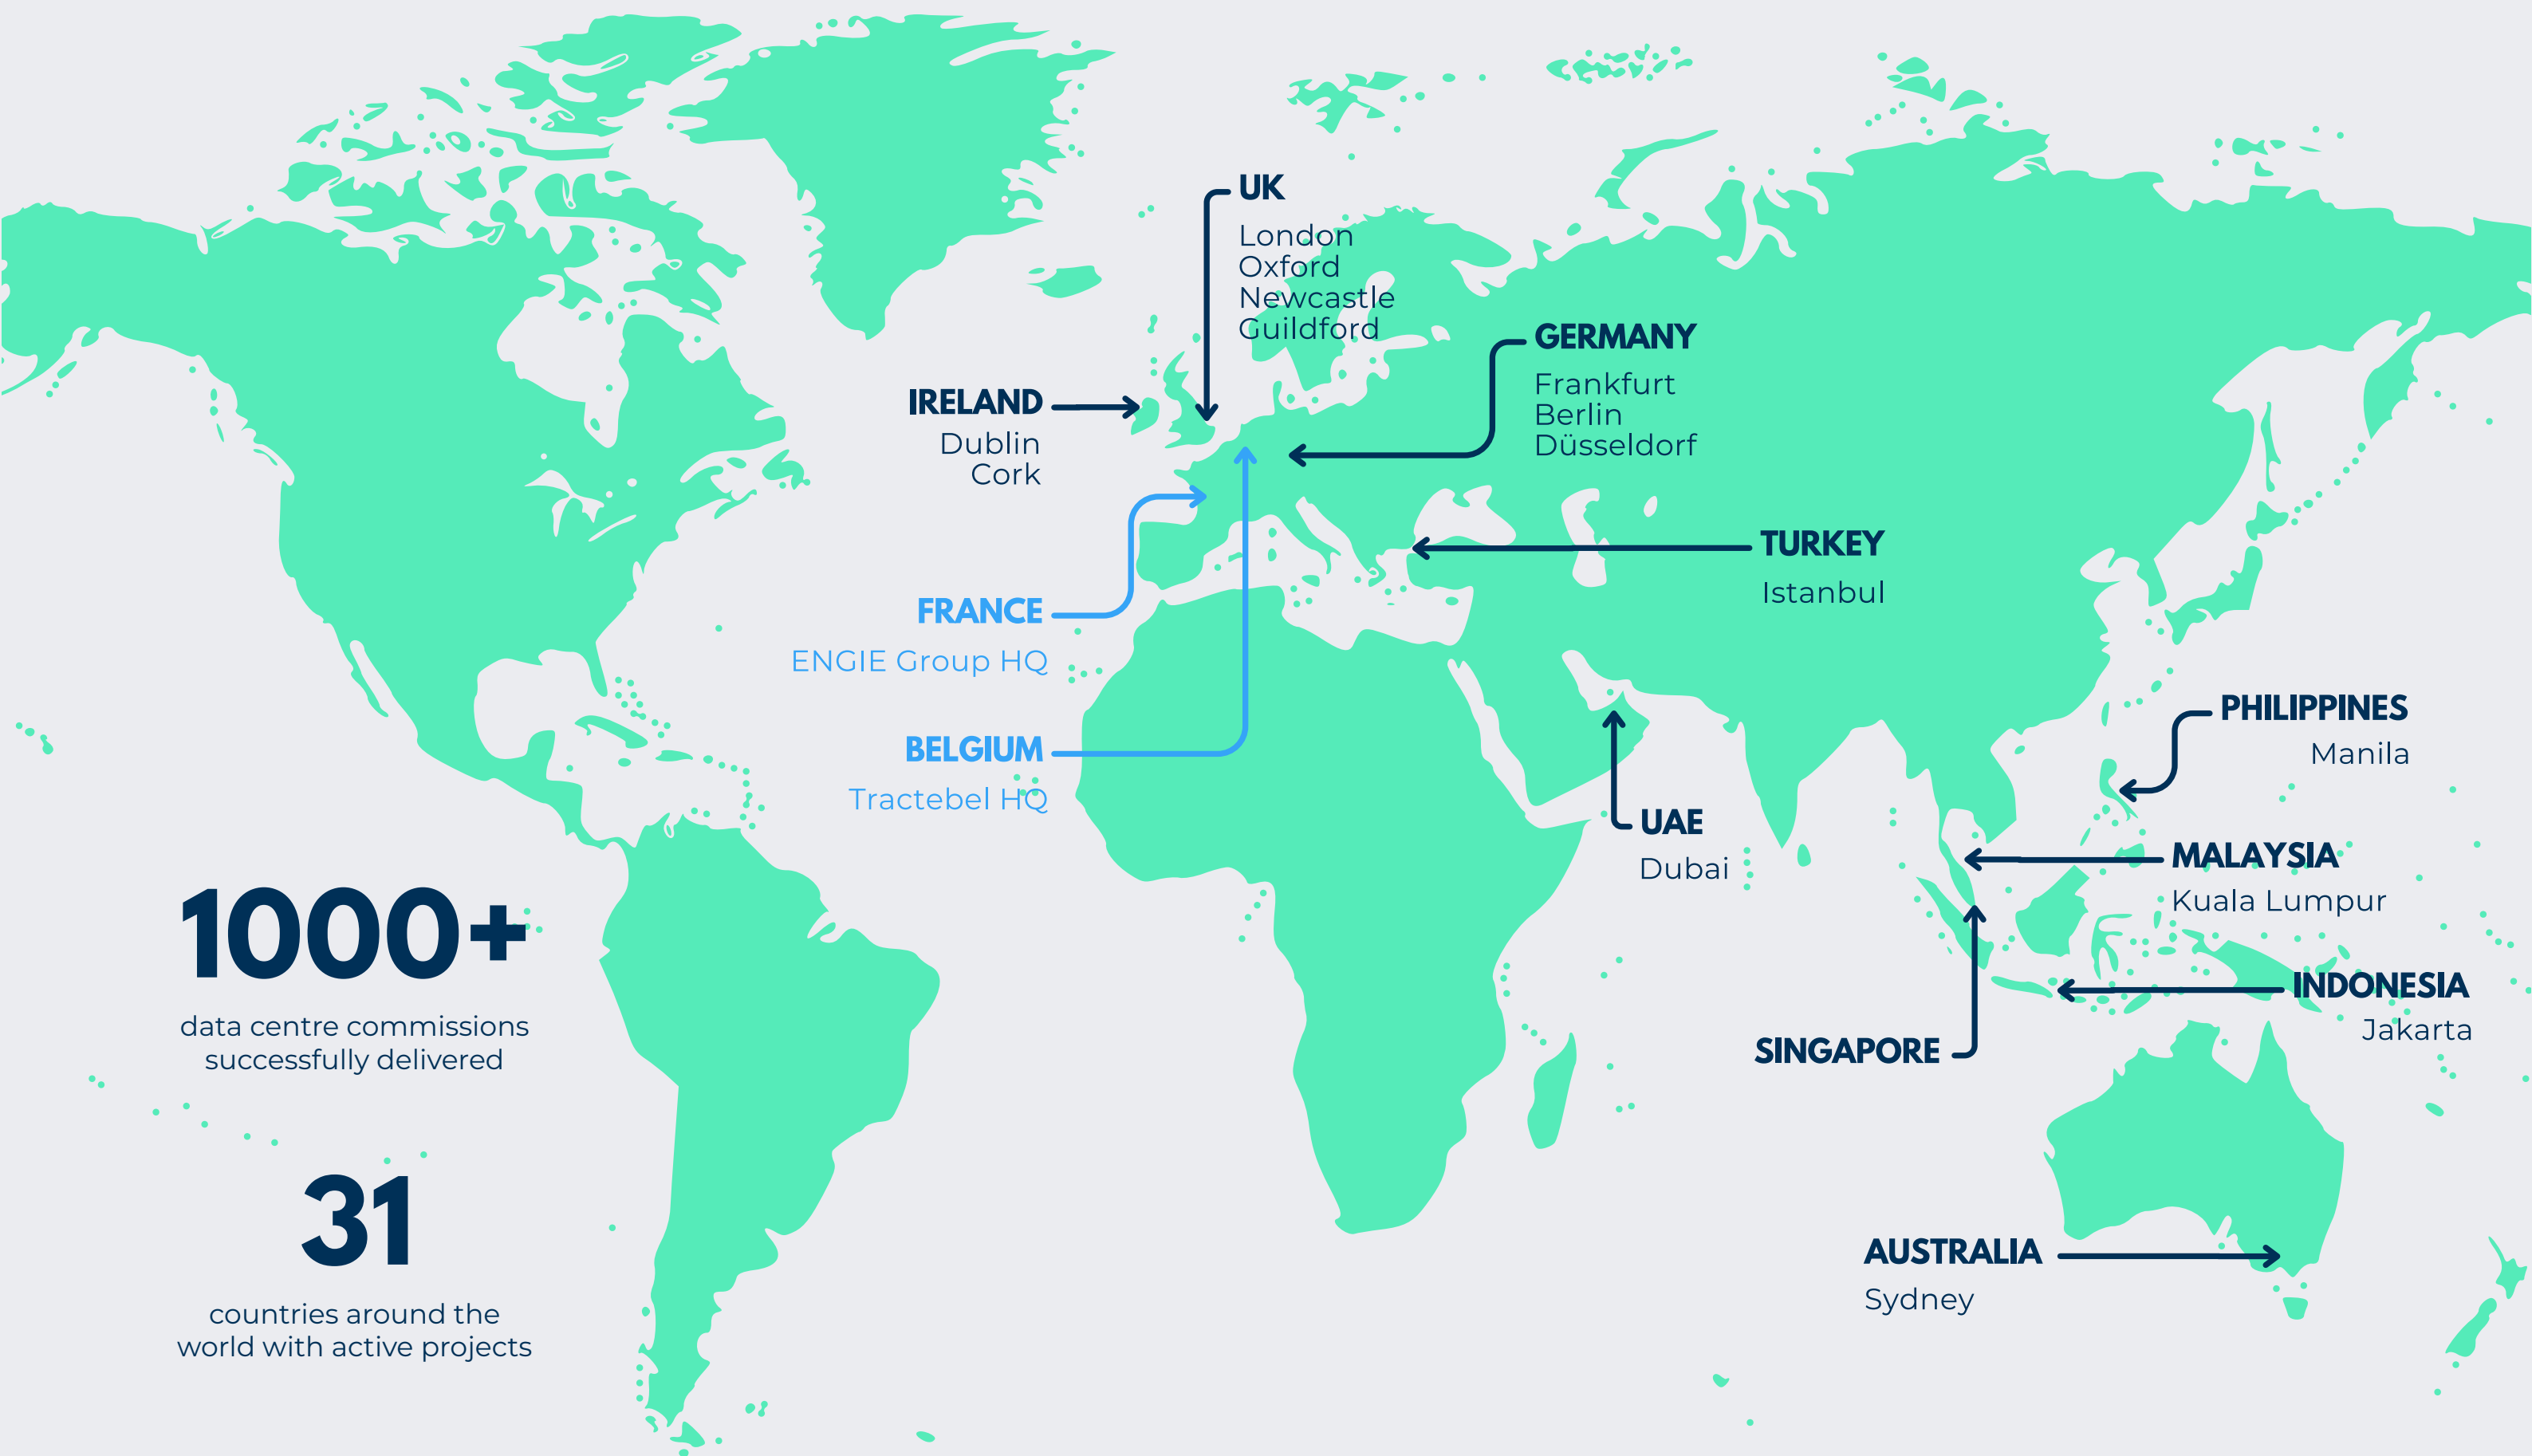 UK
London
Oxford
Newcastle
Guildford
GERMANY
Frankfurt
Berlin
Düsseldorf
IRELAND
Dublin
Cork
TURKEY
Istanbul
FRANCE
ENGIE Group HQ
BELGIUM
Tractebel HQ
PHILIPPINES
Manila
UAE
Dubai
MALAYSIA
Kuala Lumpur
INDONESIA
Jakarta
SINGAPORE
AUSTRALIA
Sydney
1000+
data centre commissions
successfully delivered
31
countries around the
world with active projects